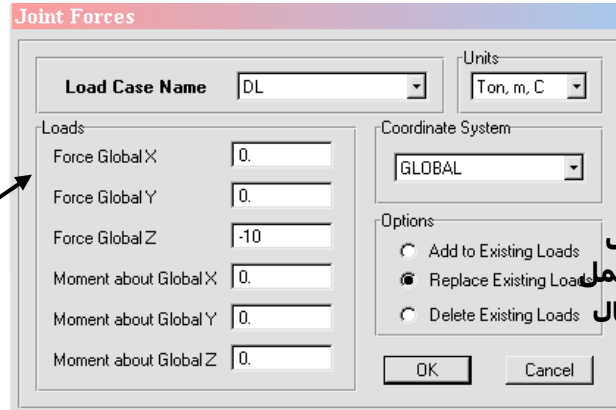 Joint Forces
Load Case Name DL
Units
Ton, m, C
Loads
Force Global X 0.
Force Global Y 0.
Force Global Z -10
Moment about Global X 0.
Moment about Global Y 0.
Moment about Global Z 0.
Coordinate System
GLOBAL
Options
Add to Existing Loads
Replace Existing Loads
Delete Existing Loads
OK Cancel